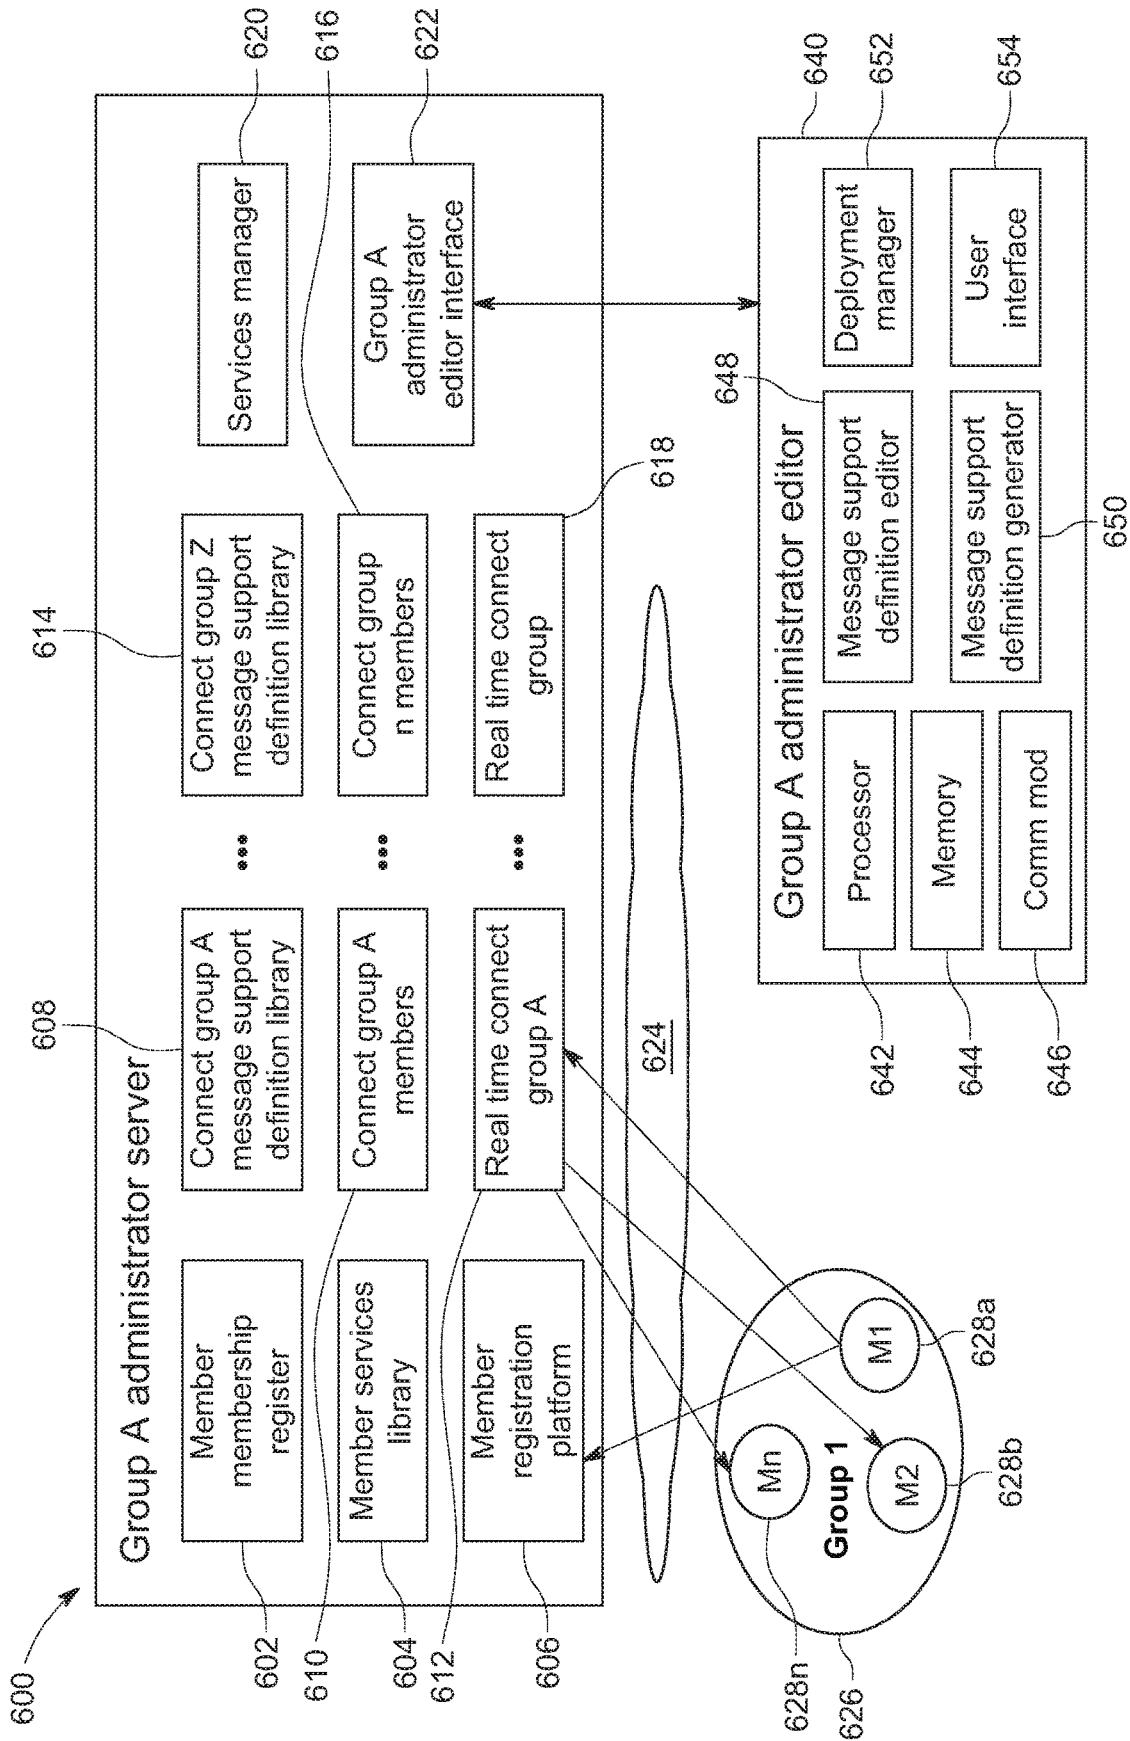 600
Group A administrator server
602
Member
membership
register
610
604
Member services
library
612
606
Member
registration
platform
608
Connect group A
message support
definition library
Connect group A
members
Real time connect
group A
•••
•••
•••
614
Connect group Z
message support
definition library
Connect group
n members
Real time connect
group
618
Services manager
620
616
Group A
administrator
editor interface
622
624
Group 1
Mn
M1
M2
628n
626
628a
628b
Group A administrator editor
640
Processor
642
Memory
644
Comm mod
646
648
Message support
definition editor
Message support
definition generator
650
Deployment
manager
652
User
interface
654